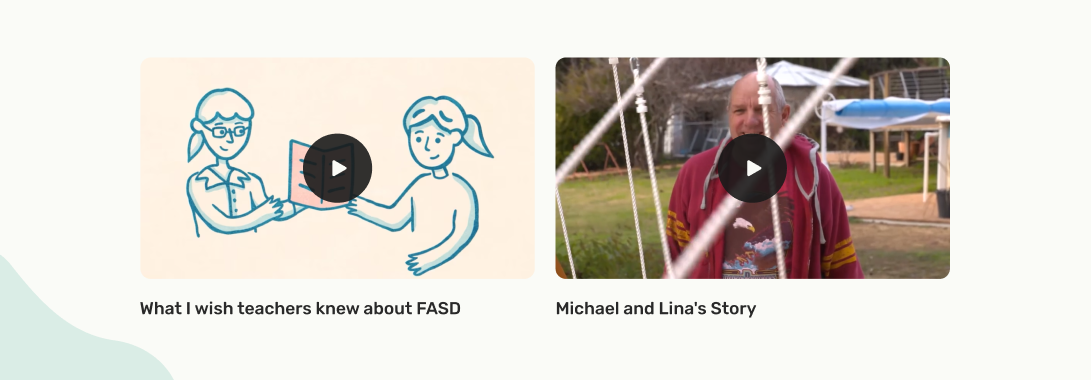 What I wish teachers knew about FASD
Michael and Lina's Story